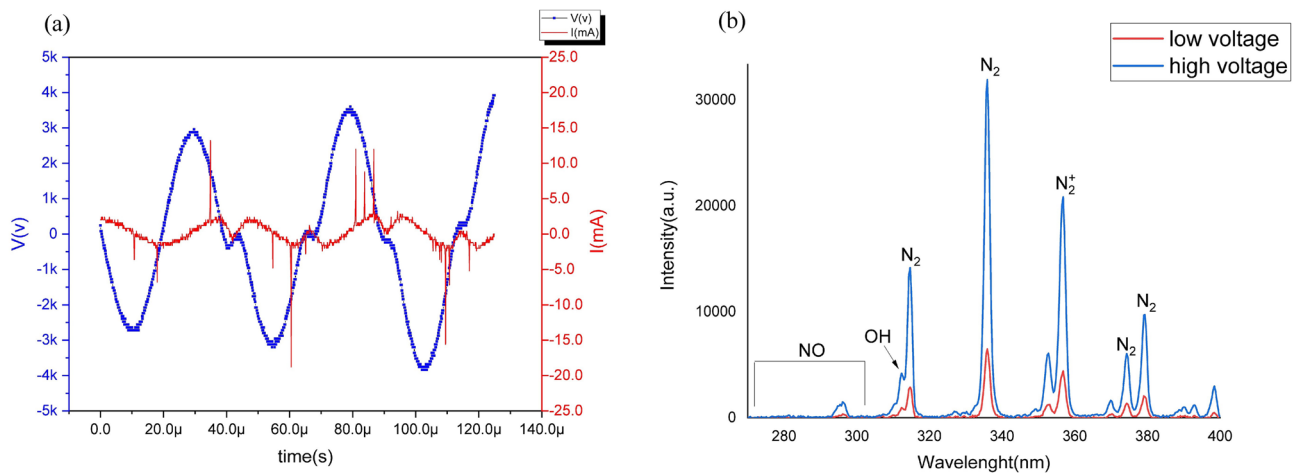 (a)
V(v)
I(mA)
5k
4k
3k
2k
1k
0
-1k
-2k
-3k
-4k
-5k
V(v)
25.0
20.0
15.0
10.0
5.0
0.0
-5.0
-10.0
-15.0
-20.0
-25.0
I(mA)
0.0 20.0μ 40.0μ 60.0μ 80.0μ 100.0μ 120.0μ 140.0μ
time(s)
(b)
low voltage
high voltage
30000
20000
10000
0
Intensity(a.u.)
NO
OH
N2
N2
N2+
N2
N2
280 300 320 340 360 380 400
Wavelenght(nm)